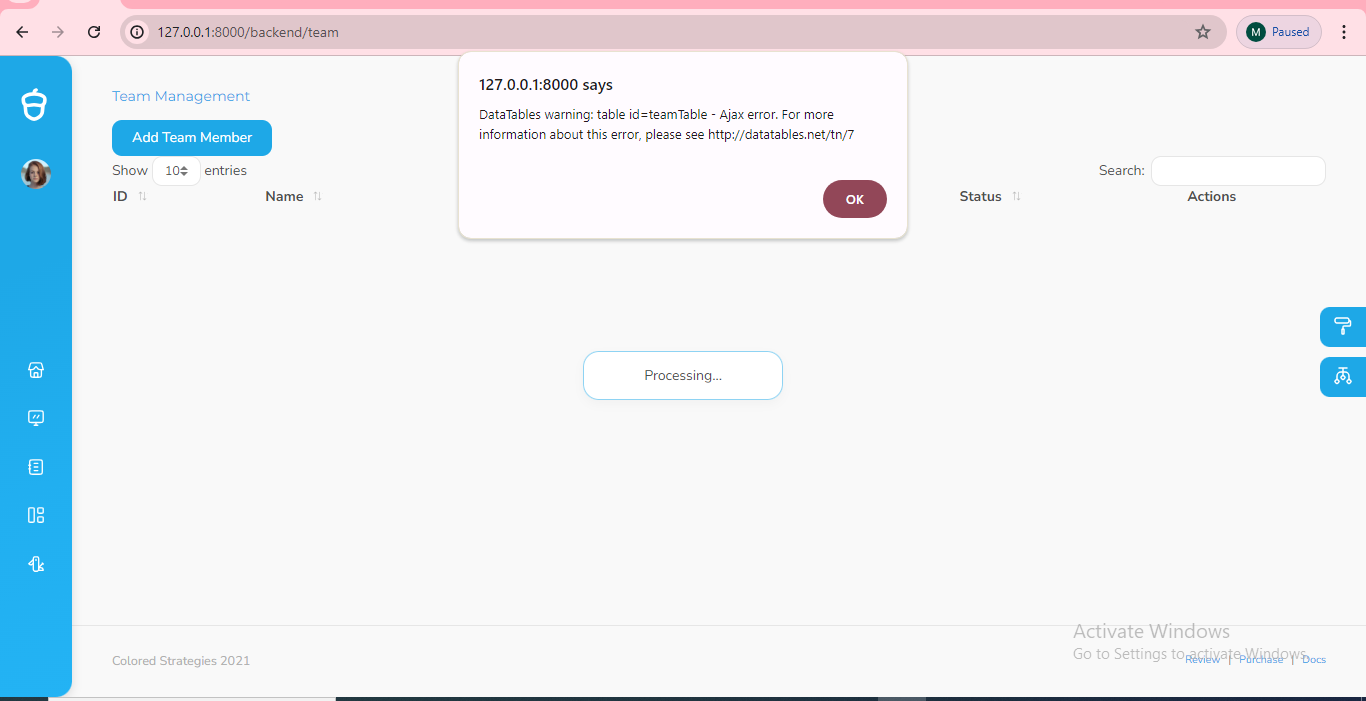 127.0.0.1:8000/backend/team
M
Paused
127.0.0.1:8000 says
DataTables warning: table id=teamTable - Ajax error. For more
information about this error, please see http://datatables.net/tn/7
OK
Team Management
Add Team Member
Show 10 entries
Search:
ID Name Status Actions
Processing...
Activate Windows
Go to Settings to activate Windows.
Colored Strategies 2021
Review | Purchase | Docs